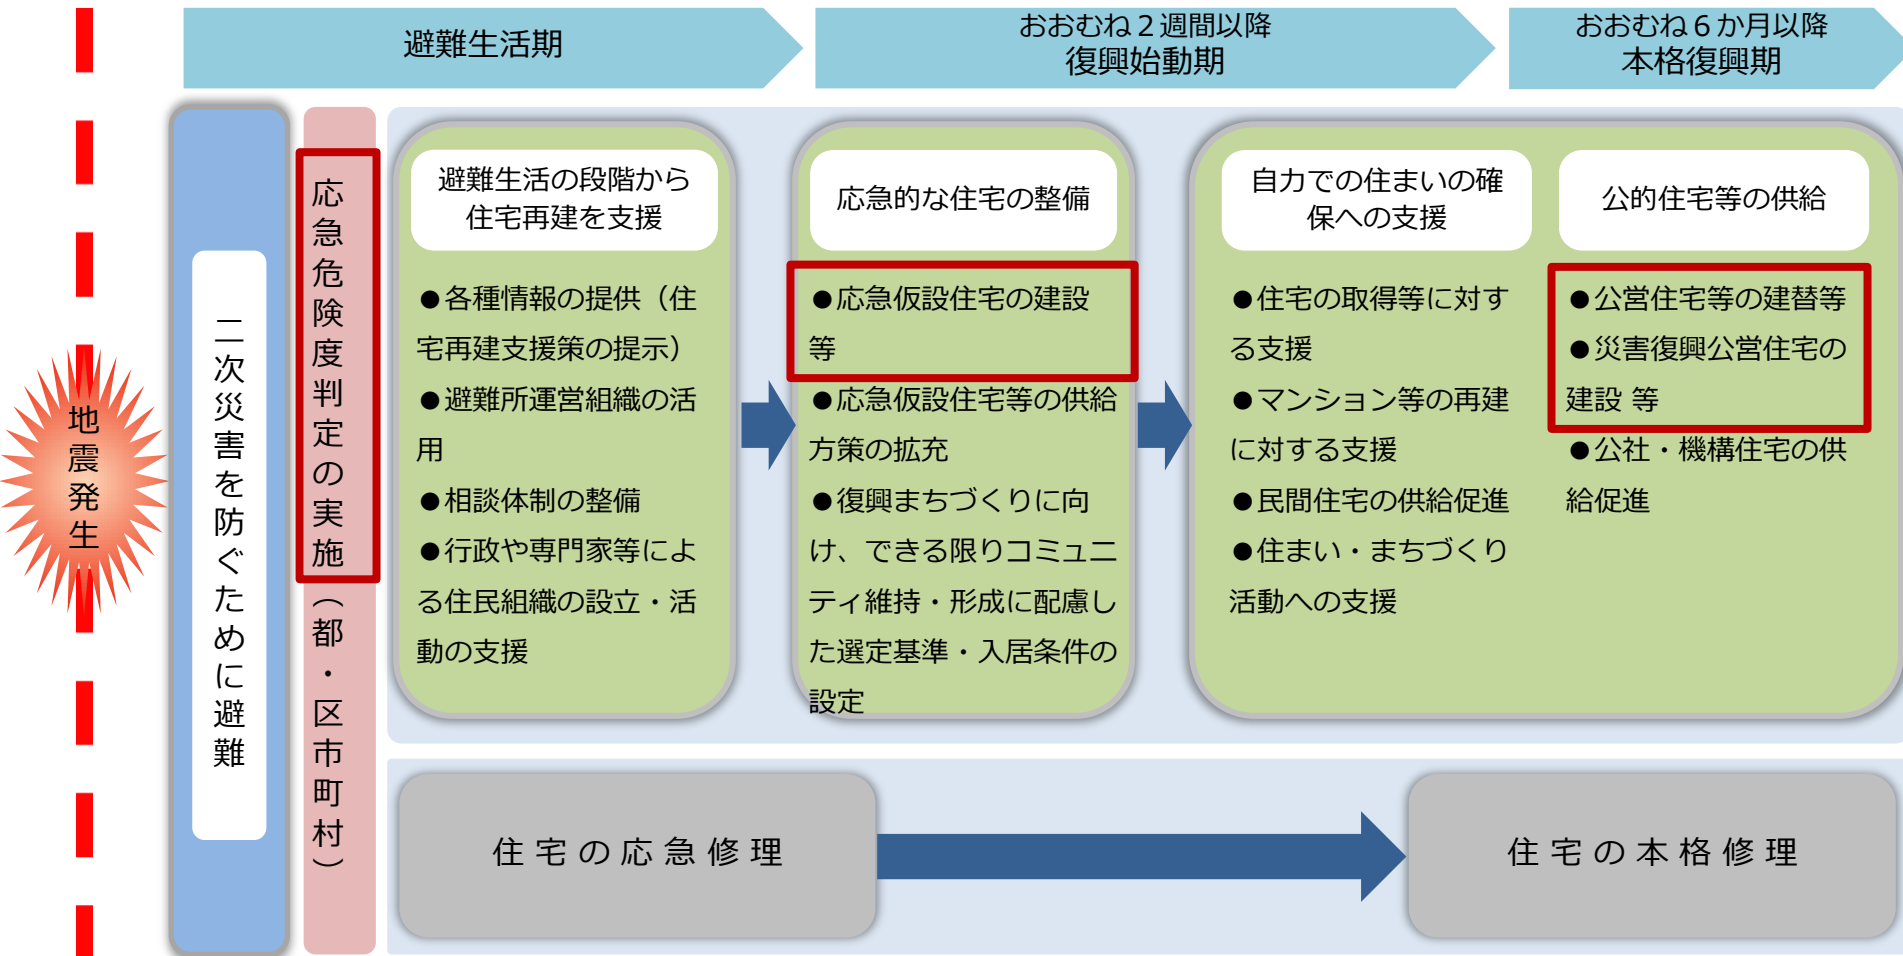 避難生活期
おおむね２週間以降
復興始動期
おおむね６か月以降
本格復興期
地震発生
二次災害を防ぐために避難
応急危険度判定の実施（都・区市町村）
避難生活の段階から
住宅再建を支援
●各種情報の提供（住
宅再建支援策の提示）
●避難所運営組織の活
用
●相談体制の整備
●行政や専門家等によ
る住民組織の設立・活
動の支援
応急的な住宅の整備
●応急仮設住宅の建設
等
●応急仮設住宅等の供給
方策の拡充
●復興まちづくりに向
け、できる限りコミュニ
ティ維持・形成に配慮し
た選定基準・入居条件の
設定
自力での住まいの確
保への支援
●住宅の取得等に対す
る支援
●マンション等の再建
に対する支援
●民間住宅の供給促進
●住まい・まちづくり
活動への支援
公的住宅等の供給
●公営住宅等の建替等
●災害復興公営住宅の
建設 等
●公社・機構住宅の供
給促進
住宅の応急修理
住宅の本格修理